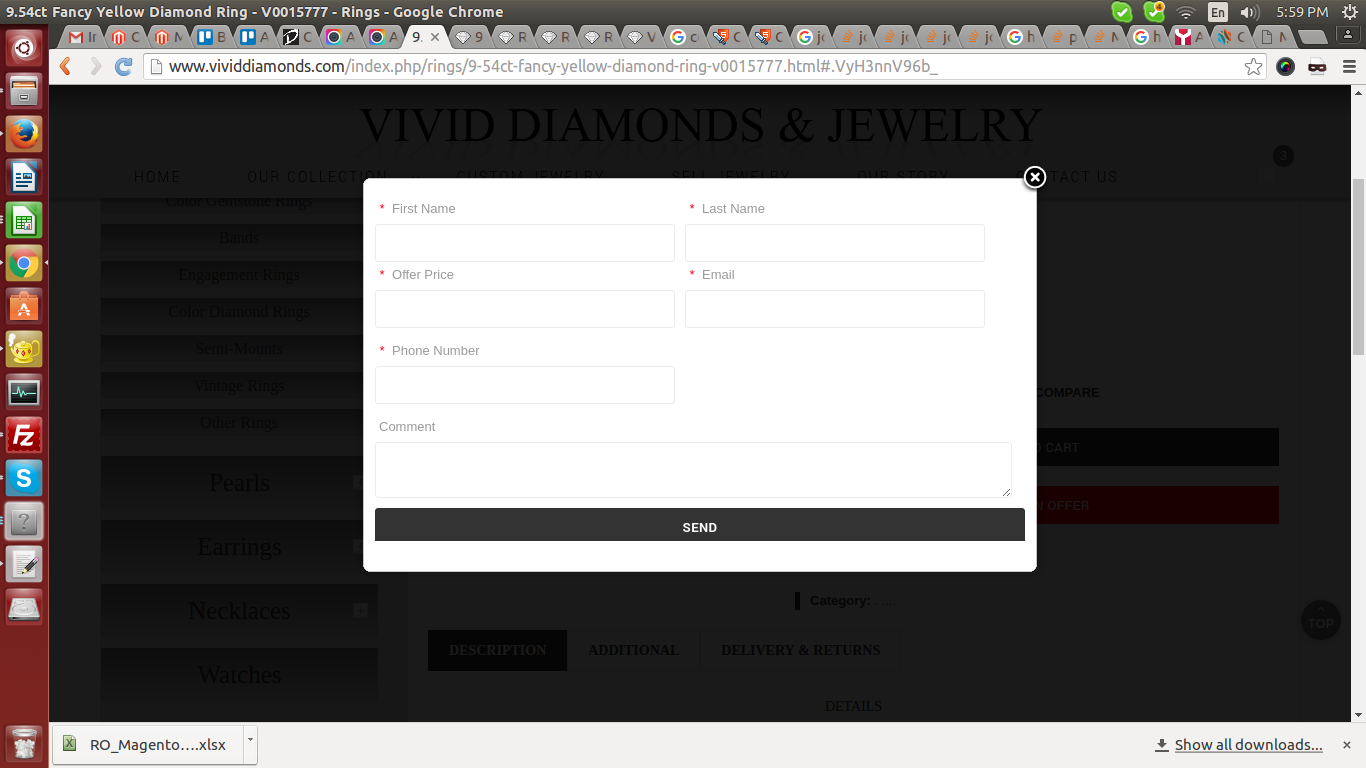 9.54ct Fancy Yellow Diamond Ring - V0015777 - Rings - Google Chrome
4
En
5:59 PM
www.vividdiamonds.com/index.php/rings/9-54ct-fancy-yellow-diamond-ring-v0015777.html#.VyH3nnV96b_
VIVID DIAMONDS & JEWELRY
3
HOME
OUR COLLECTION
CUSTOM JEWELRY
SELL JEWELRY
OUR STORY
CONTACT US
Color Gemstone Rings
Bands
Engagement Rings
Color Diamond Rings
Semi-Mounts
Vintage Rings
Other Rings
Pearls
Earrings
Necklaces
Watches
* First Name
* Last Name
* Offer Price
* Email
* Phone Number
Comment
SEND
COMPARE
CART
OFFER
Category: . ....
TOP
DESCRIPTION
ADDITIONAL
DELIVERY & RETURNS
DETAILS
RO_Magento....xlsx
Show all downloads...